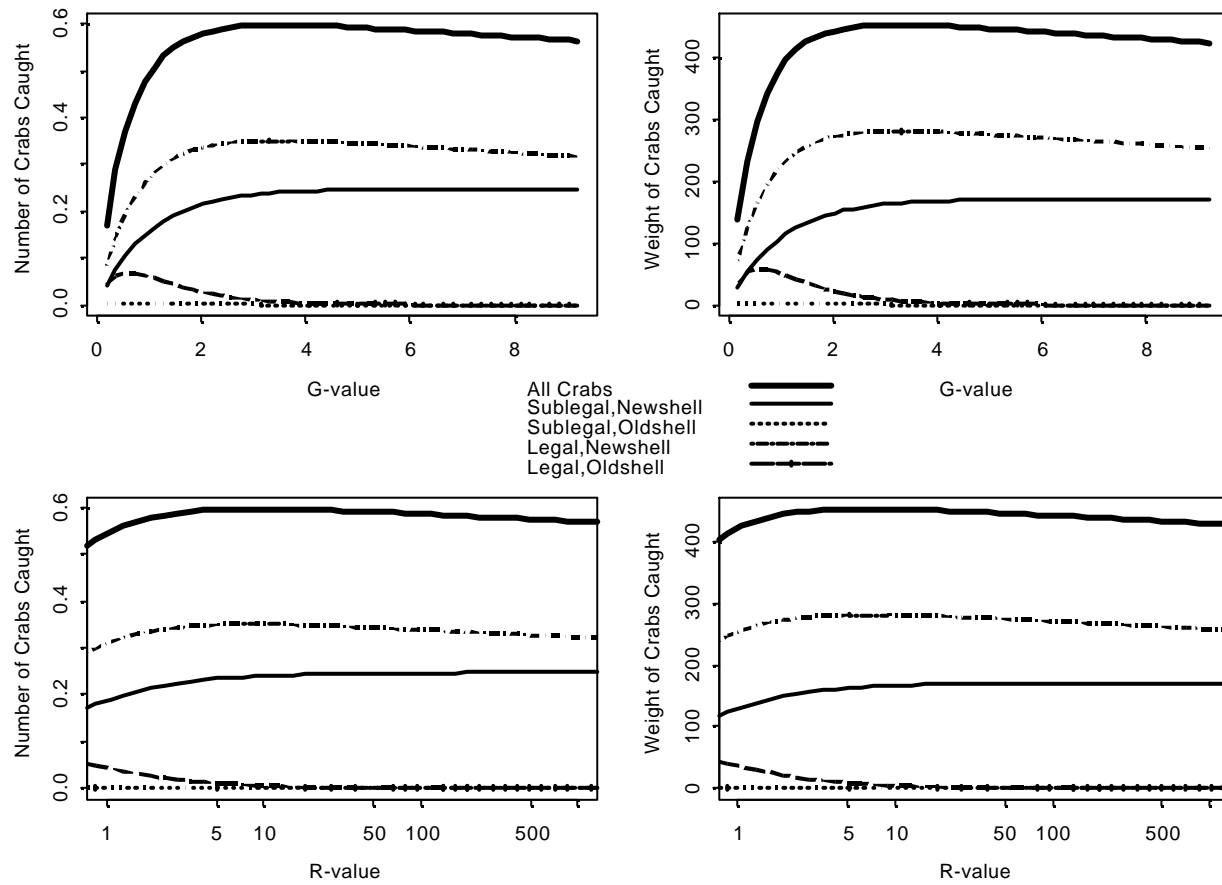 Number of Crabs Caught
0.0 0.2 0.4 0.6
0 2 4 6 8
G-value
Weight of Crabs Caught
0 100 200 300 400
0 2 4 6 8
G-value
All Crabs
Sublegal,Newshell
Sublegal,Oldshell
Legal,Newshell
Legal,Oldshell
Number of Crabs Caught
0.0 0.2 0.4 0.6
1 5 10 50 100 500
R-value
Weight of Crabs Caught
0 100 200 300 400
1 5 10 50 100 500
R-value